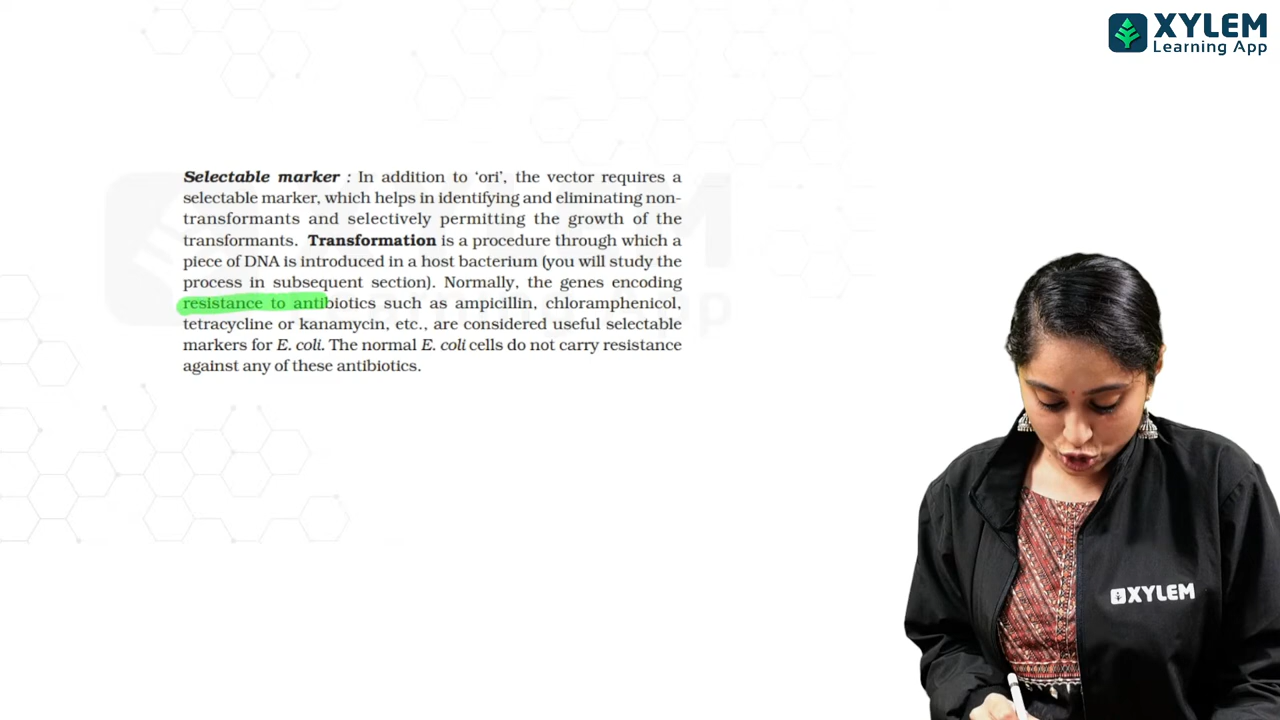 XYLEM
Learning App
Selectable marker : In addition to ‘ori’, the vector requires a
selectable marker, which helps in identifying and eliminating non-
transformants and selectively permitting the growth of the
transformants. Transformation is a procedure through which a
piece of DNA is introduced in a host bacterium (you will study the
process in subsequent section). Normally, the genes encoding
resistance to antibiotics such as ampicillin, chloramphenicol,
tetracycline or kanamycin, etc., are considered useful selectable
markers for E. coli. The normal E. coli cells do not carry resistance
against any of these antibiotics.
XYLEM